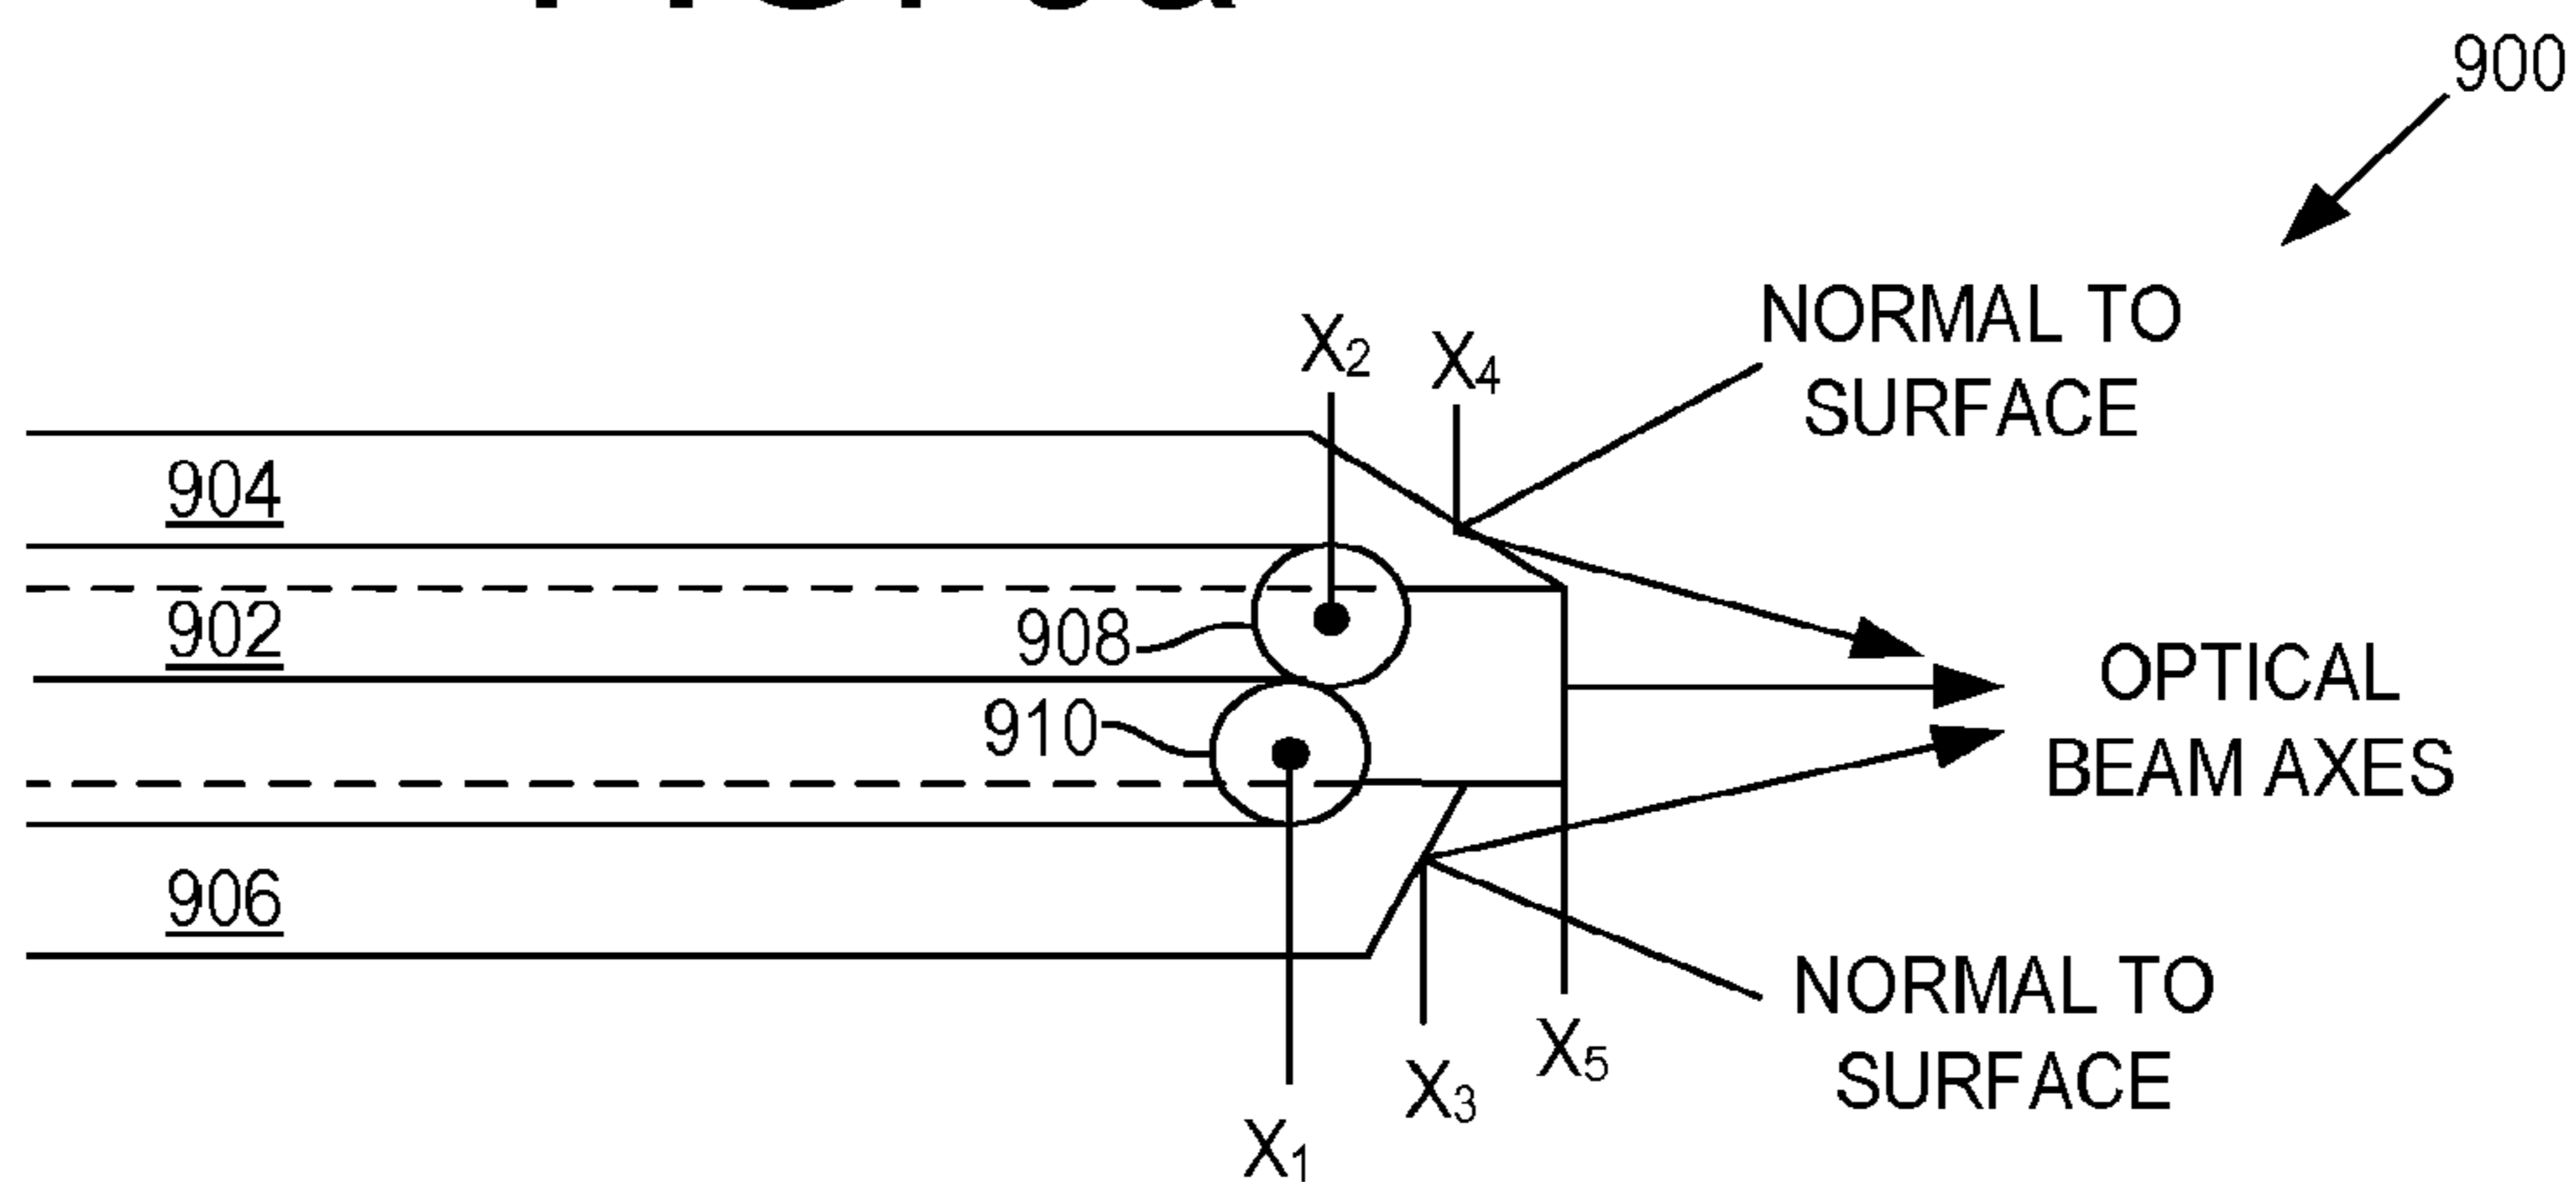 900
NORMAL TO
SURFACE
X2
X4
904
902
908
OPTICAL
BEAM AXES
910
906
NORMAL TO
SURFACE
X5
X3
X1